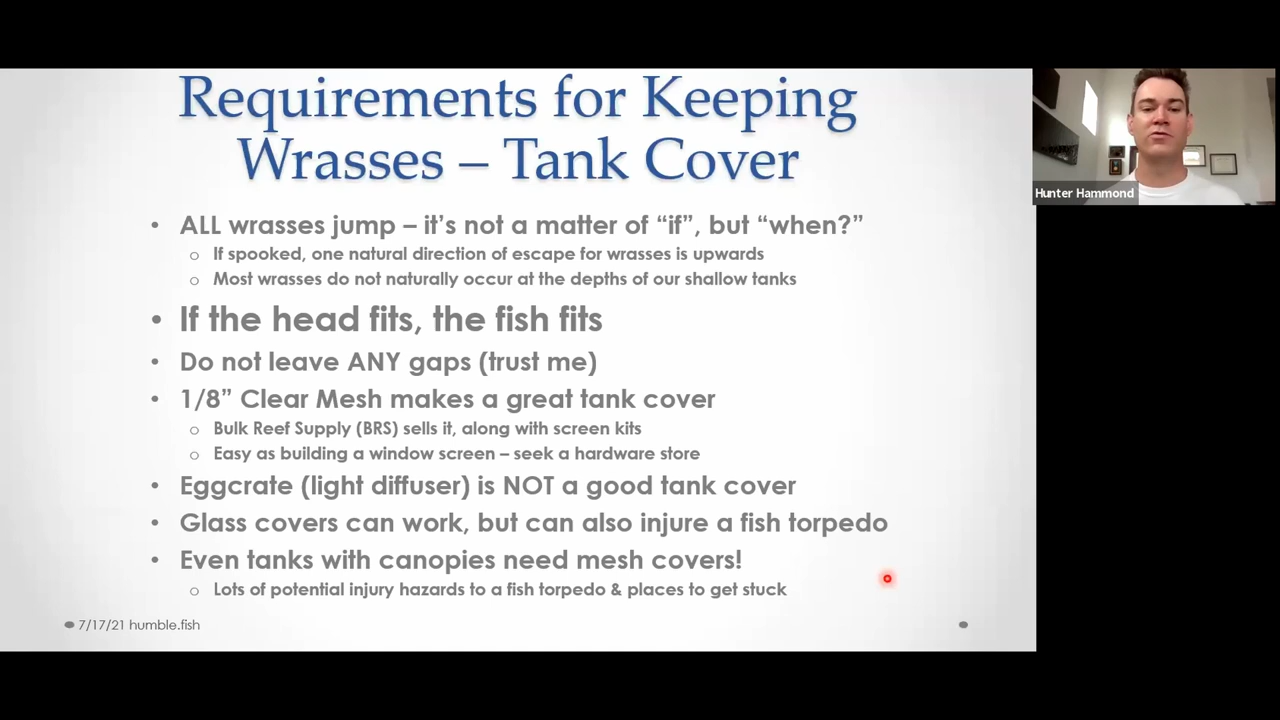 Requirements for Keeping
Wrasses – Tank Cover
Hunter Hammond
• ALL wrasses jump – it's not a matter of “if”, but “when?”
o If spooked, one natural direction of escape for wrasses is upwards
o Most wrasses do not naturally occur at the depths of our shallow tanks
• If the head fits, the fish fits
• Do not leave ANY gaps (trust me)
• 1/8” Clear Mesh makes a great tank cover
o Bulk Reef Supply (BRS) sells it, along with screen kits
o Easy as building a window screen – seek a hardware store
• Eggcrate (light diffuser) is NOT a good tank cover
• Glass covers can work, but can also injure a fish torpedo
• Even tanks with canopies need mesh covers!
o Lots of potential injury hazards to a fish torpedo & places to get stuck
7/17/21 humble.fish